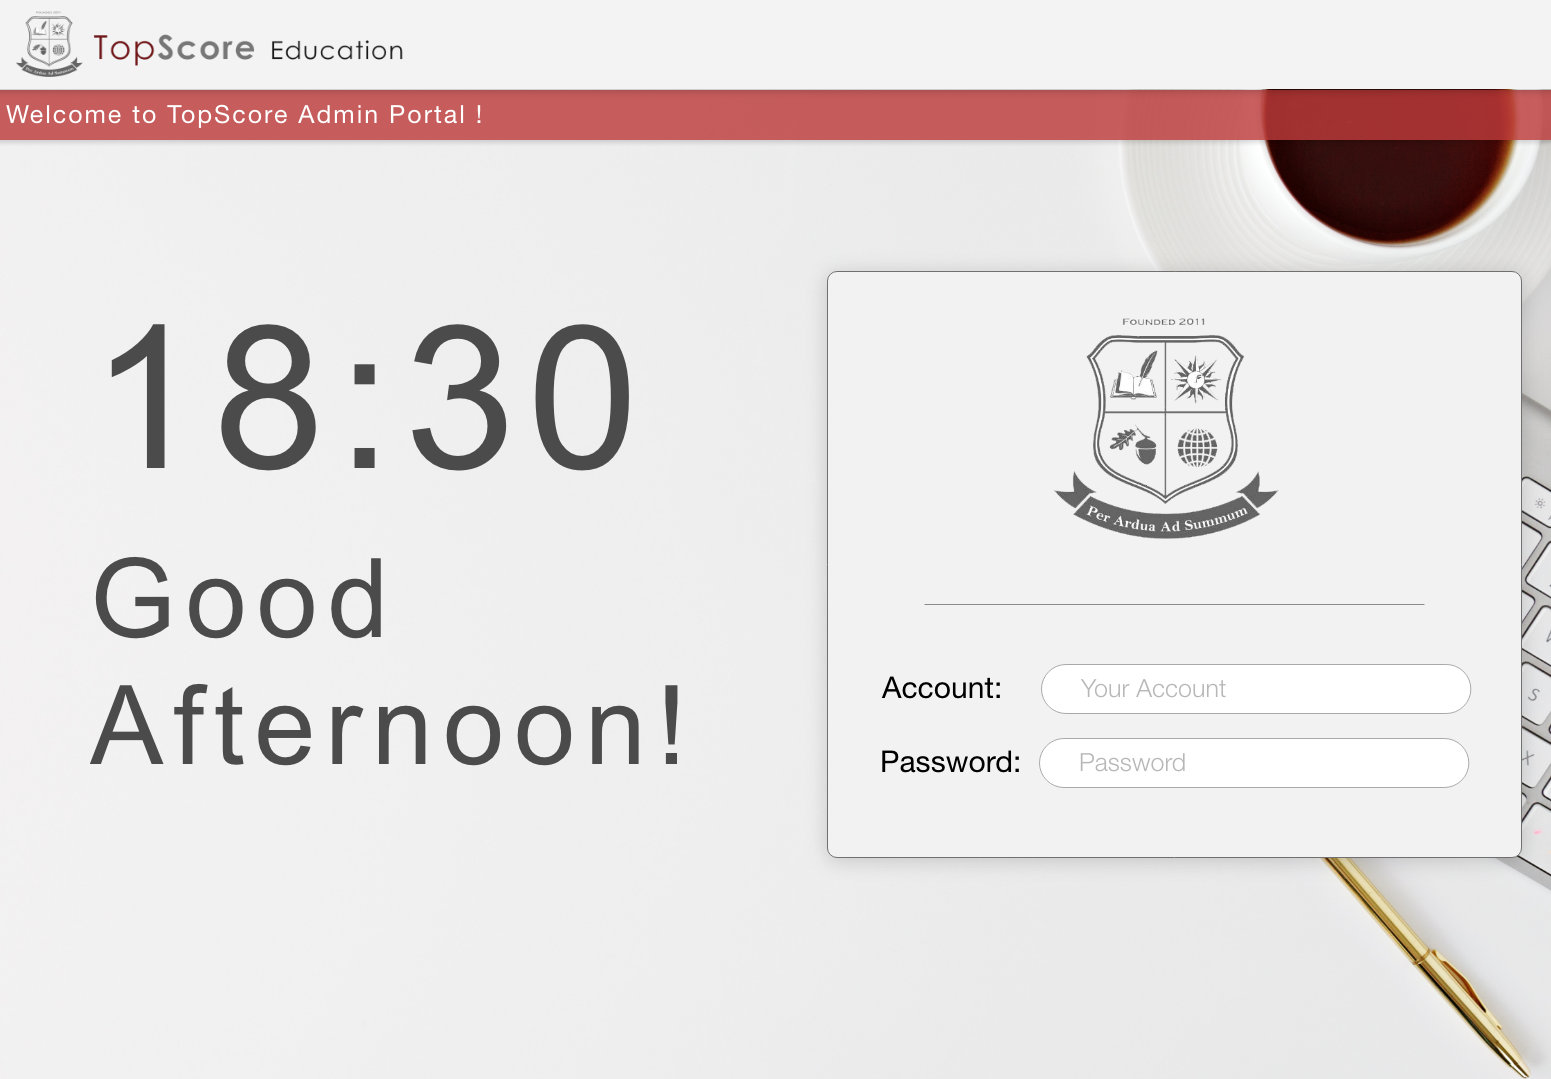 TopScore Education
Welcome to TopScore Admin Portal !
18:30
Good
Afternoon!
FOUNDED 2011
Per Ardua Ad Summum
Account: Your Account
Password: Password
S
X